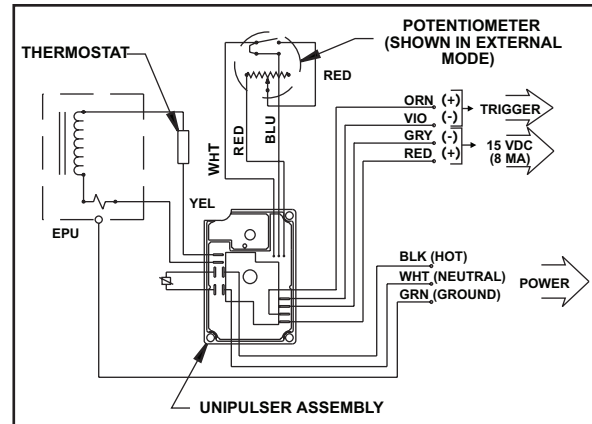 POTENTIOMETER
(SHOWN IN EXTERNAL
MODE)
THERMOSTAT
RED
WHT
RED
BLU
ORN (+)
VIO (-)
TRIGGER
GRY (-)
RED (+)
15 VDC
(8 MA)
YEL
EPU
BLK (HOT)
WHT (NEUTRAL)
GRN (GROUND)
POWER
UNIPULSER ASSEMBLY